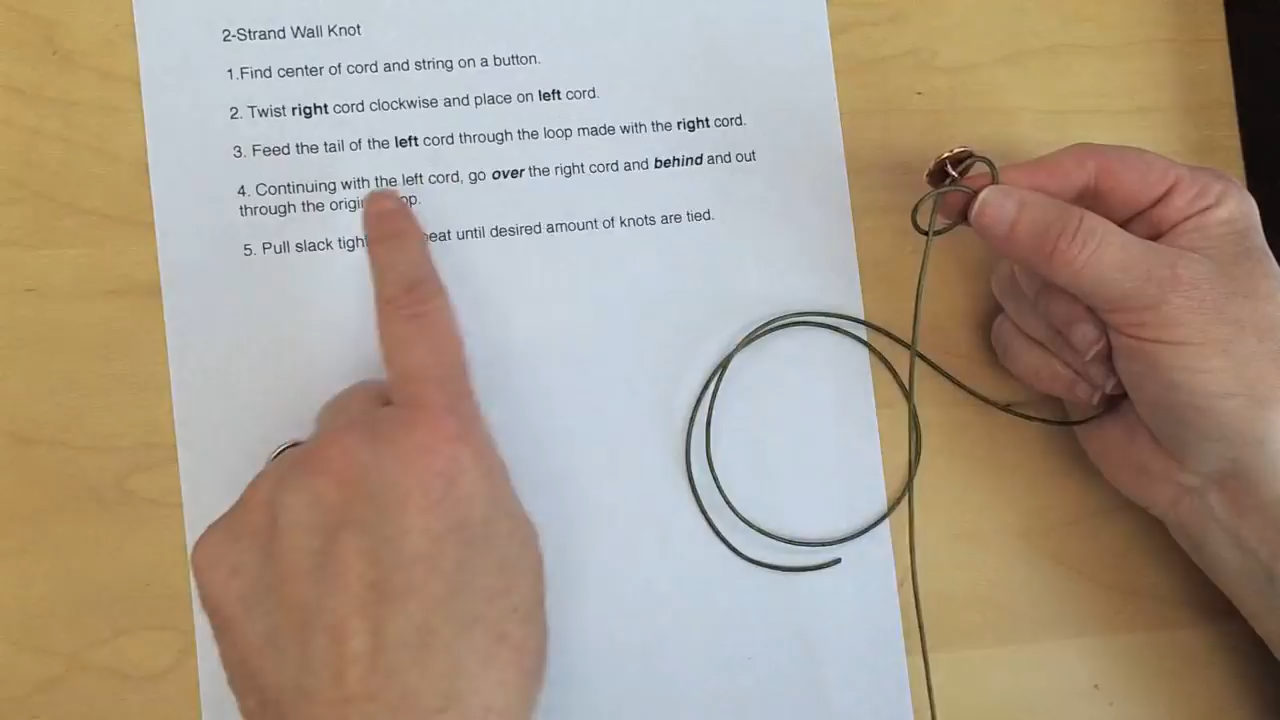 2-Strand Wall Knot
1.Find center of cord and string on a button.
2. Twist right cord clockwise and place on left cord.
3. Feed the tail of the left cord through the loop made with the right cord.
4. Continuing with the left cord, go over the right cord and behind and out
through the
5. Pull slack until desired amount of knots are tied.